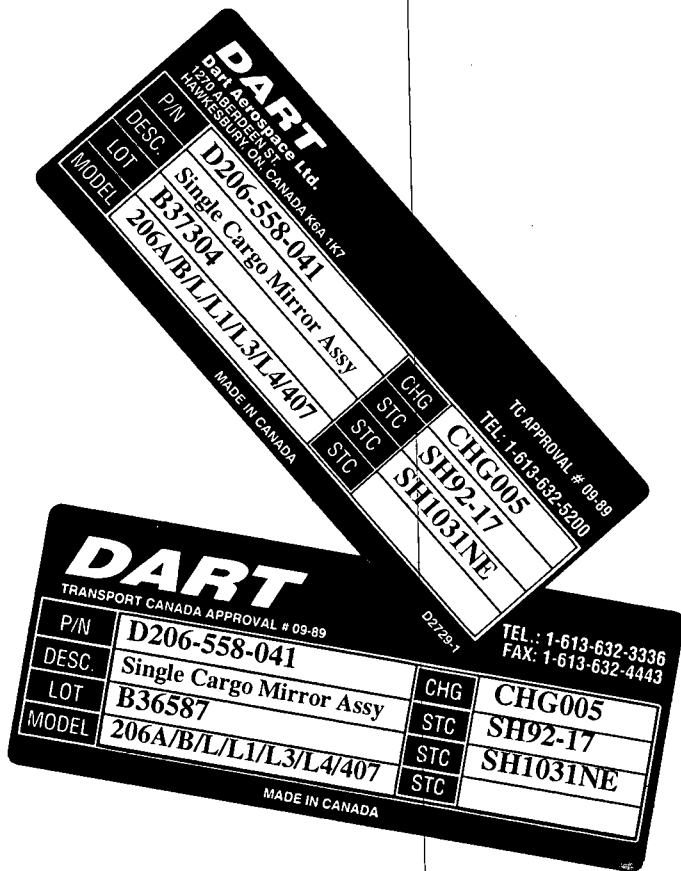 DART
Dart Aerospace Ltd.
1270 ABERDEEN ST.
HAWKESBURY, ON, CANADA K6A 1K7
P/N D206-558-041 CHG CHG005
DESC. Single Cargo Mirror Assy STC SH92-17
LOT B37304 STC SH1031NE
MODEL 206A/B/L/L1/L3/L4/407 STC
TC APPROVAL # 09-89
TEL: 1-613-632-5200
MADE IN CANADA
D2729-1
DART
TRANSPORT CANADA APPROVAL # 09-89
TEL.: 1-613-632-3336
FAX: 1-613-632-4443
P/N D206-558-041 CHG CHG005
DESC. Single Cargo Mirror Assy STC SH92-17
LOT B36587 STC SH1031NE
MODEL 206A/B/L/L1/L3/L4/407 STC
MADE IN CANADA